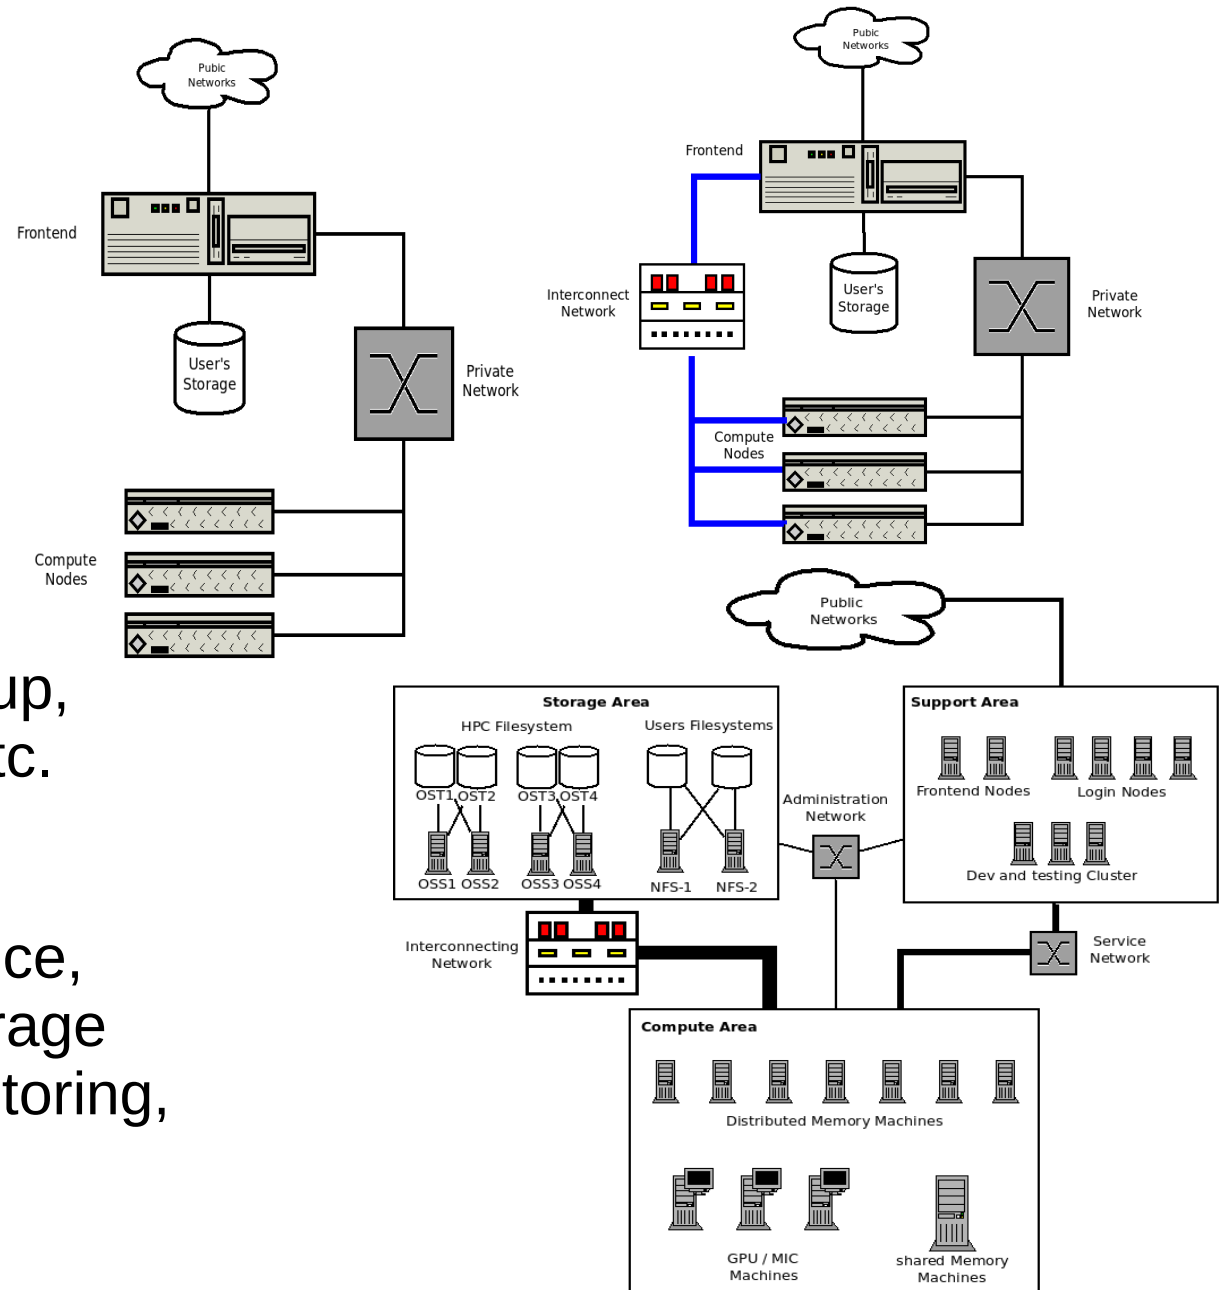 Pubic
Networks
Frontend
User's
Storage
Private
Network
Compute
Nodes
Pubic
Networks
Frontend
Interconnect
Network
User's
Storage
Private
Network
Compute
Nodes
up,
tc.
ce,
rage
toring,
Public
Networks
Storage Area
HPC Filesystem
Users Filesystems
OST1 OST2 OST3 OST4
OSS1 OSS2 OSS3 OSS4 NFS-1 NFS-2
Administration
Network
Support Area
Frontend Nodes
Login Nodes
Dev and testing Cluster
Interconnecting
Network
Service
Network
Compute Area
Distributed Memory Machines
GPU / MIC
Machines
shared Memory
Machines